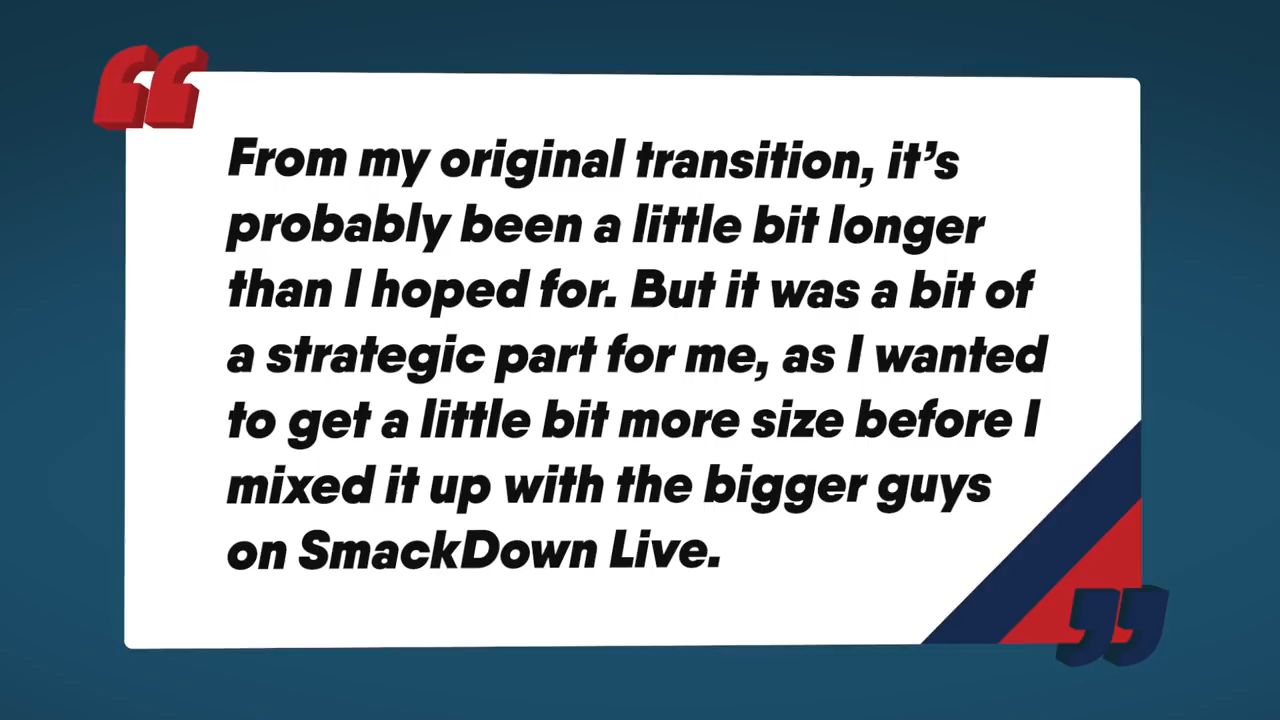 From my original transition, it’s
probably been a little bit longer
than I hoped for. But it was a bit of
a strategic part for me, as I wanted
to get a little bit more size before I
mixed it up with the bigger guys
on SmackDown Live.